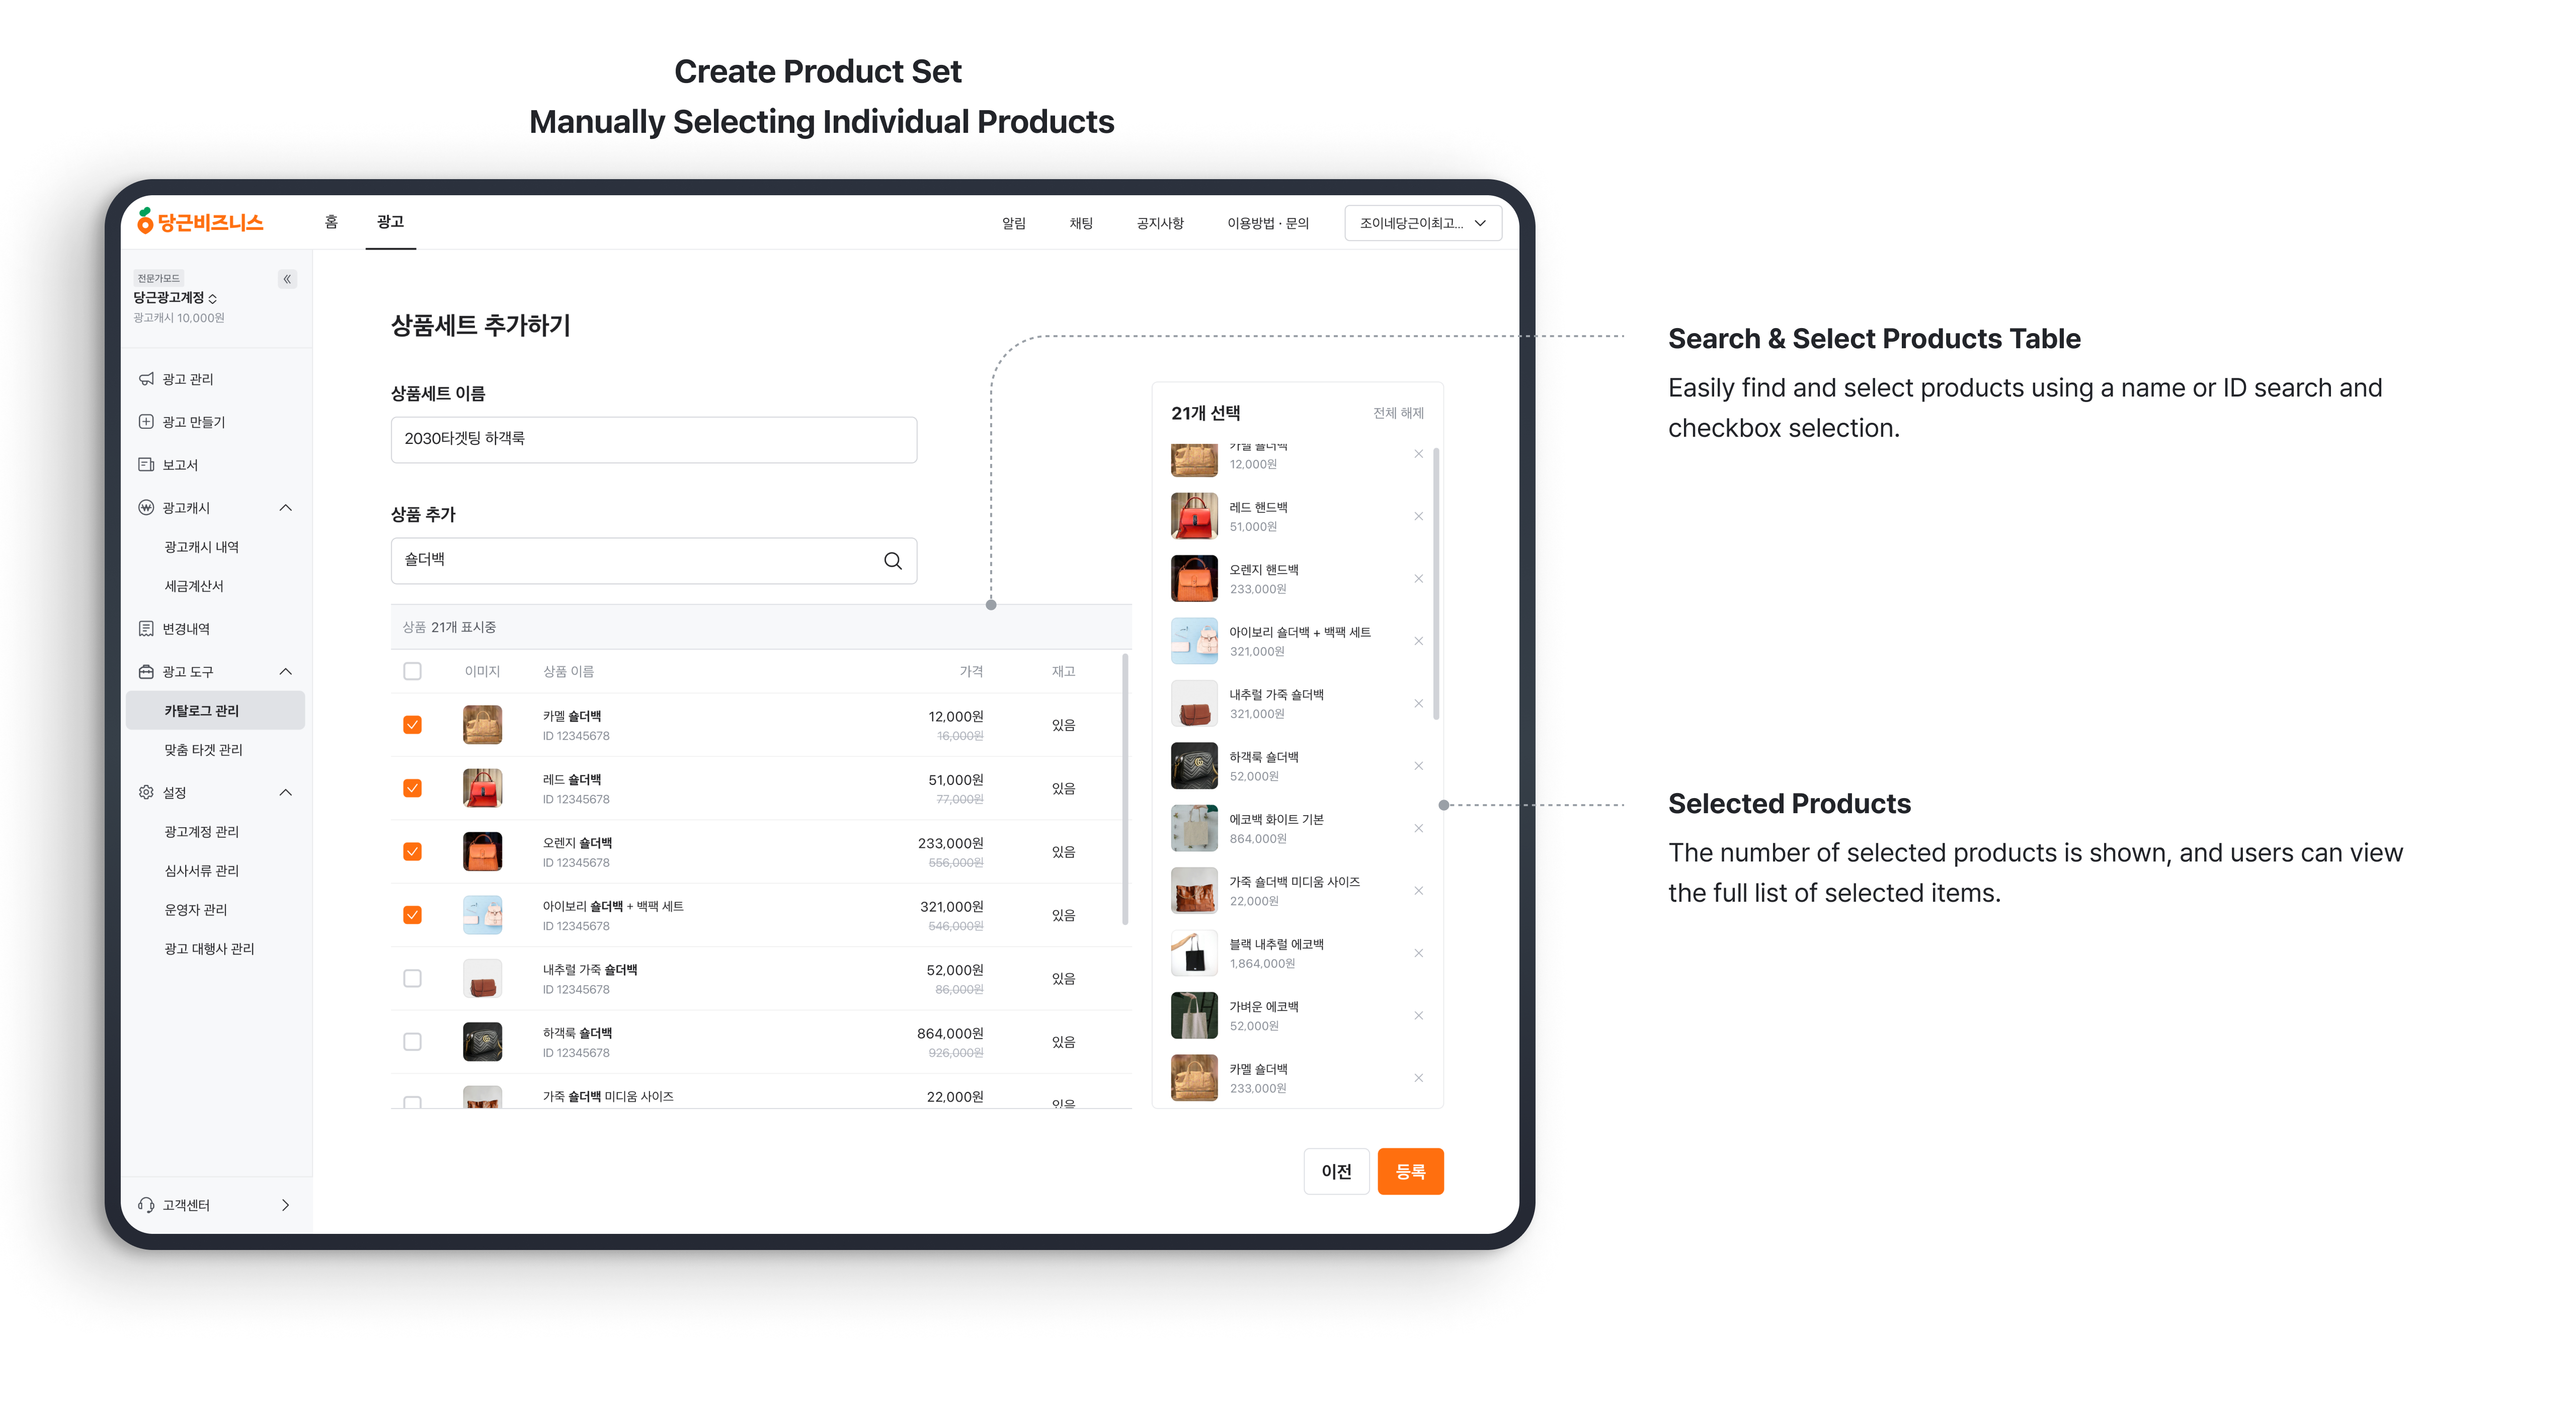 Create Product Set
Manually Selecting Individual Products
당근비즈니스
홈
광고
알림
채팅
공지사항
이용방법 · 문의
조이네당근이최고...
전문가모드
당근광고계정
광고캐시 10,000원
광고 관리
광고 만들기
보고서
광고캐시
광고캐시 내역
세금계산서
변경내역
광고 도구
카탈로그 관리
맞춤 타겟 관리
설정
광고계정 관리
심사서류 관리
운영자 관리
광고 대행사 관리
고객센터
상품세트 추가하기
상품세트 이름
2030타겟팅 하객룩
상품 추가
숄더백
상품 21개 표시중
이미지 상품 이름 가격 재고
카멜 숄더백 12,000원 있음
ID 12345678 16,000원
레드 숄더백 51,000원 있음
ID 12345678 77,000원
오렌지 숄더백 233,000원 있음
ID 12345678 556,000원
아이보리 숄더백 + 백팩 세트 321,000원 있음
ID 12345678 546,000원
내추럴 가죽 숄더백 52,000원 있음
ID 12345678 86,000원
하객룩 숄더백 864,000원 있음
ID 12345678 926,000원
가죽 숄더백 미디움 사이즈 22,000원 있음
21개 선택 전체 해제
카멜 숄더백
12,000원
레드 핸드백
51,000원
오렌지 핸드백
233,000원
아이보리 숄더백 + 백팩 세트
321,000원
내추럴 가죽 숄더백
321,000원
하객룩 숄더백
52,000원
에코백 화이트 기본
864,000원
가죽 숄더백 미디움 사이즈
22,000원
블랙 내추럴 에코백
1,864,000원
가벼운 에코백
52,000원
카멜 숄더백
233,000원
이전
등록
Search & Select Products Table
Easily find and select products using a name or ID search and
checkbox selection.
Selected Products
The number of selected products is shown, and users can view
the full list of selected items.